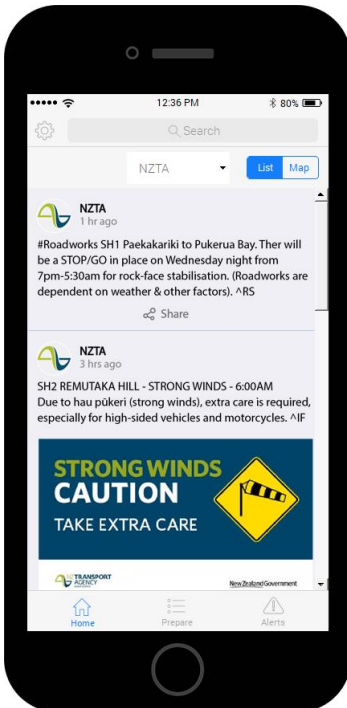 12:36 PM
80%
Search
NZTA
List
Map
NZTA
1 hr ago
#Roadworks SH1 Paekakariki to Pukerua Bay. Ther will
be a STOP/GO in place on Wednesday night from
7pm-5:30am for rock-face stabilisation. (Roadworks are
dependent on weather & other factors). ^RS
Share
NZTA
3 hrs ago
SH2 REMUTAKA HILL - STRONG WINDS - 6:00AM
Due to hau pūkeri (strong winds), extra care is required,
especially for high-sided vehicles and motorcycles. ^IF
STRONG WINDS
CAUTION
TAKE EXTRA CARE
TRANSPORT
AGENCY
New Zealand Government
Home
Prepare
Alerts